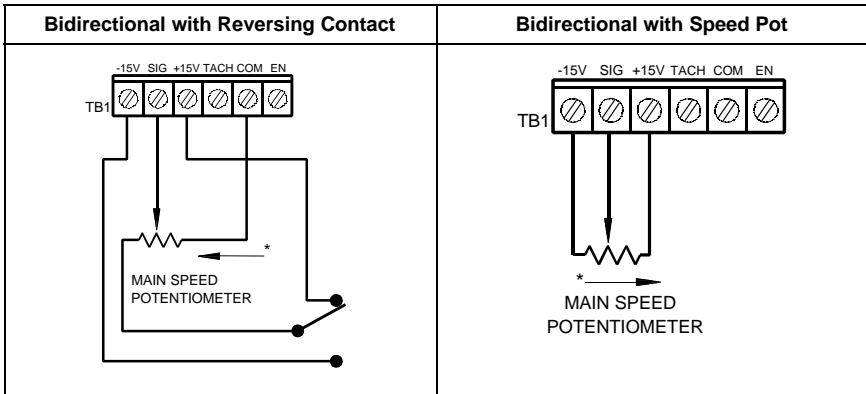 Bidirectional with Reversing Contact
-15V SIG +15V TACH COM EN
TB1
*
MAIN SPEED
POTENTIOMETER
Bidirectional with Speed Pot
-15V SIG +15V TACH COM EN
TB1
*
MAIN SPEED
POTENTIOMETER